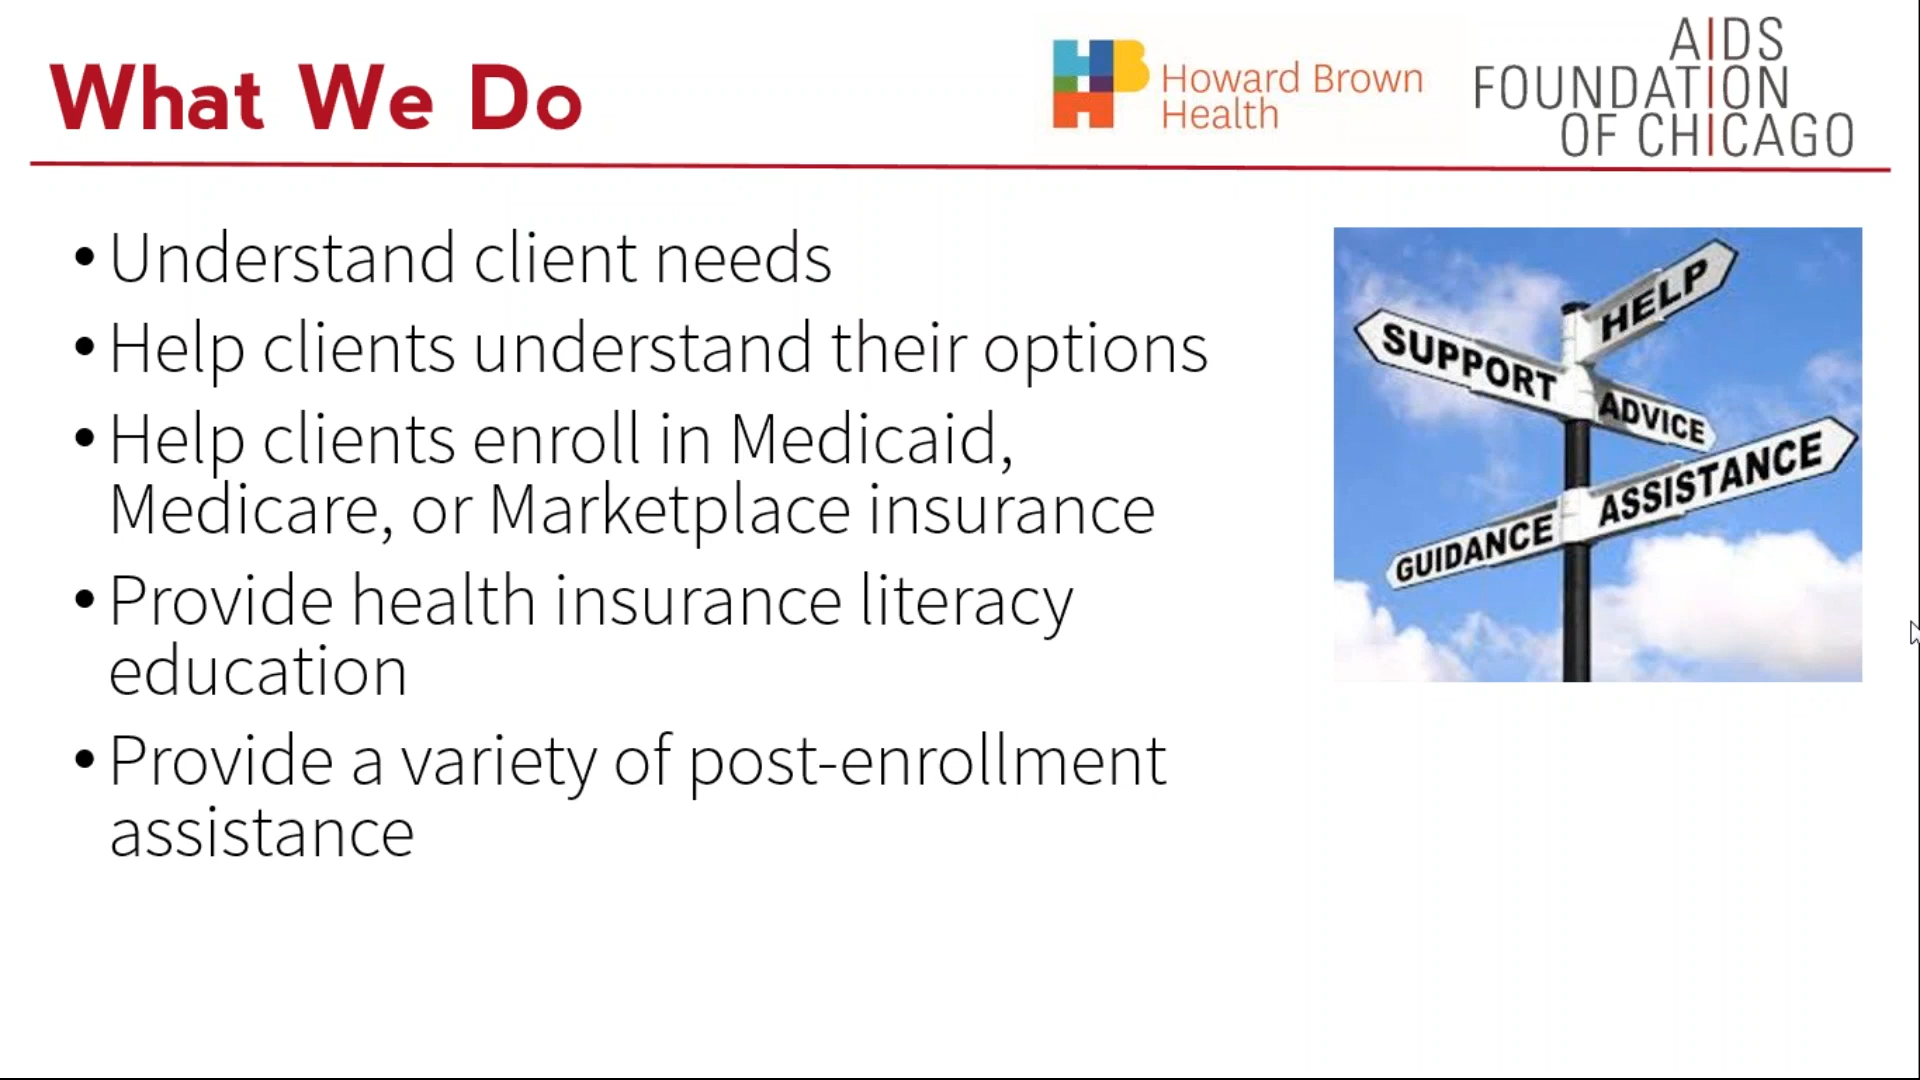 What We Do
Howard Brown
Health
AIDS
FOUNDATION
OF CHICAGO
• Understand client needs
• Help clients understand their options
• Help clients enroll in Medicaid,
Medicare, or Marketplace insurance
• Provide health insurance literacy
education
• Provide a variety of post-enrollment
assistance
HELP
SUPPORT
ADVICE
ASSISTANCE
GUIDANCE